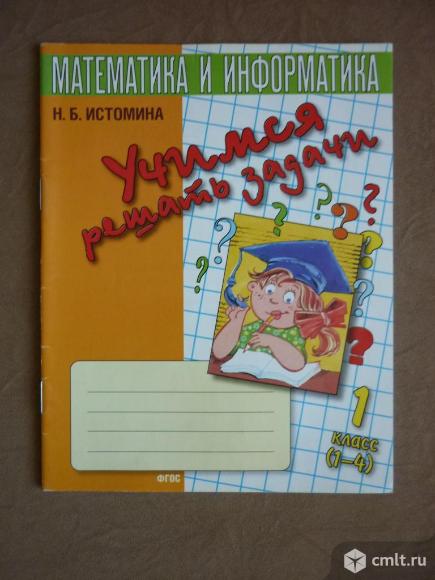 МАТЕМАТИКА И ИНФОРМАТИКА
Н. Б. ИСТОМИНА
Учимся
решать задачи
1
класс
(1–4)
ФГОС
cmlt.ru